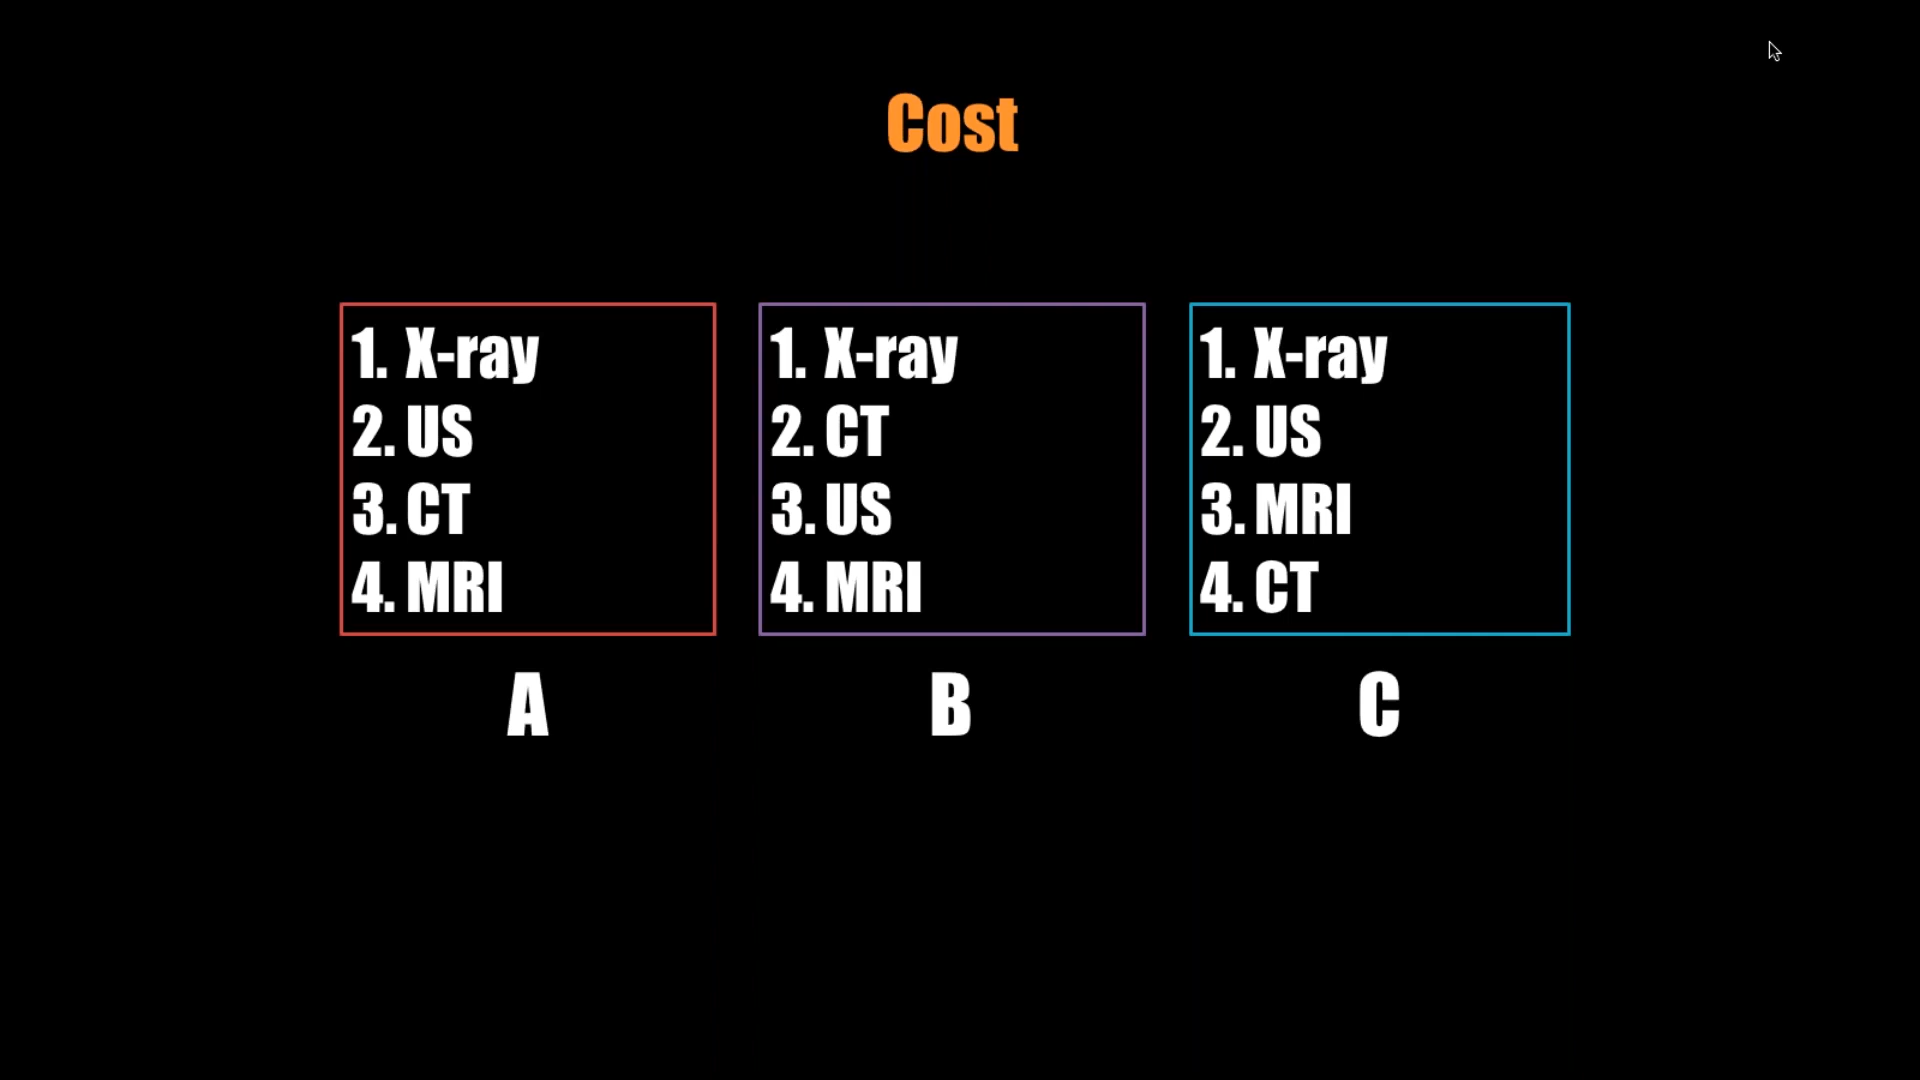 Cost
1. X-ray
2. US
3. CT
4. MRI
A
1. X-ray
2. CT
3. US
4. MRI
B
1. X-ray
2. US
3. MRI
4. CT
C